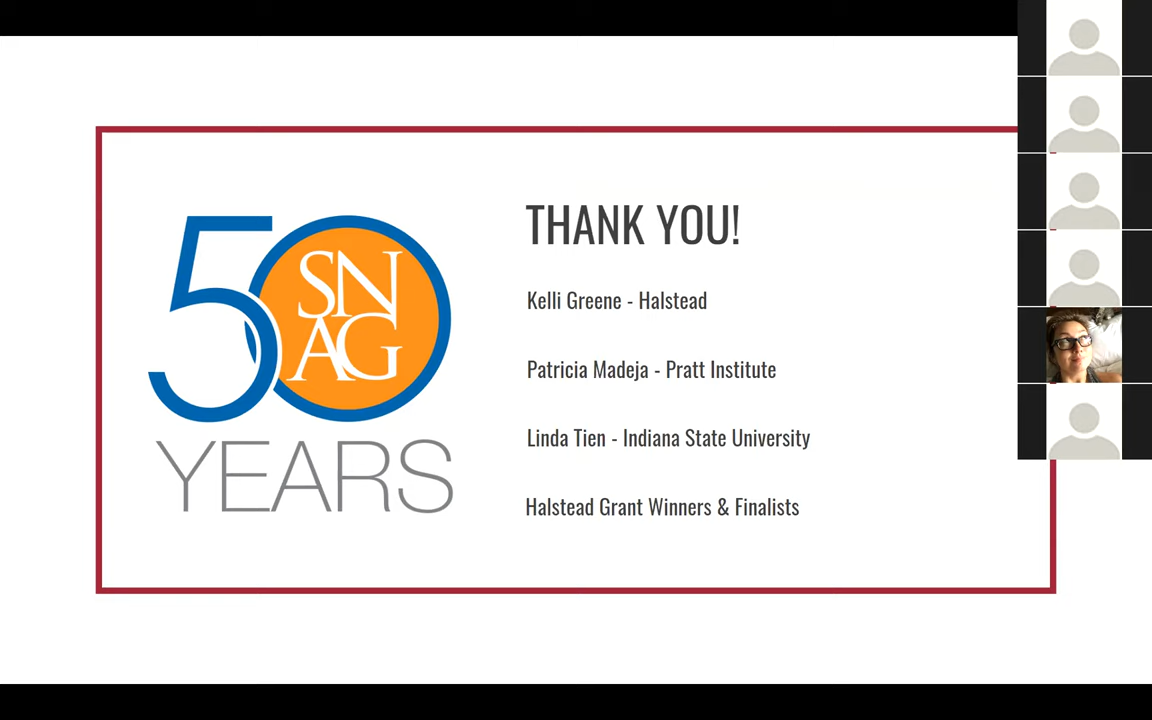 50
SN
AG
YEARS
THANK YOU!
Kelli Greene - Halstead
Patricia Madeja - Pratt Institute
Linda Tien - Indiana State University
Halstead Grant Winners & Finalists